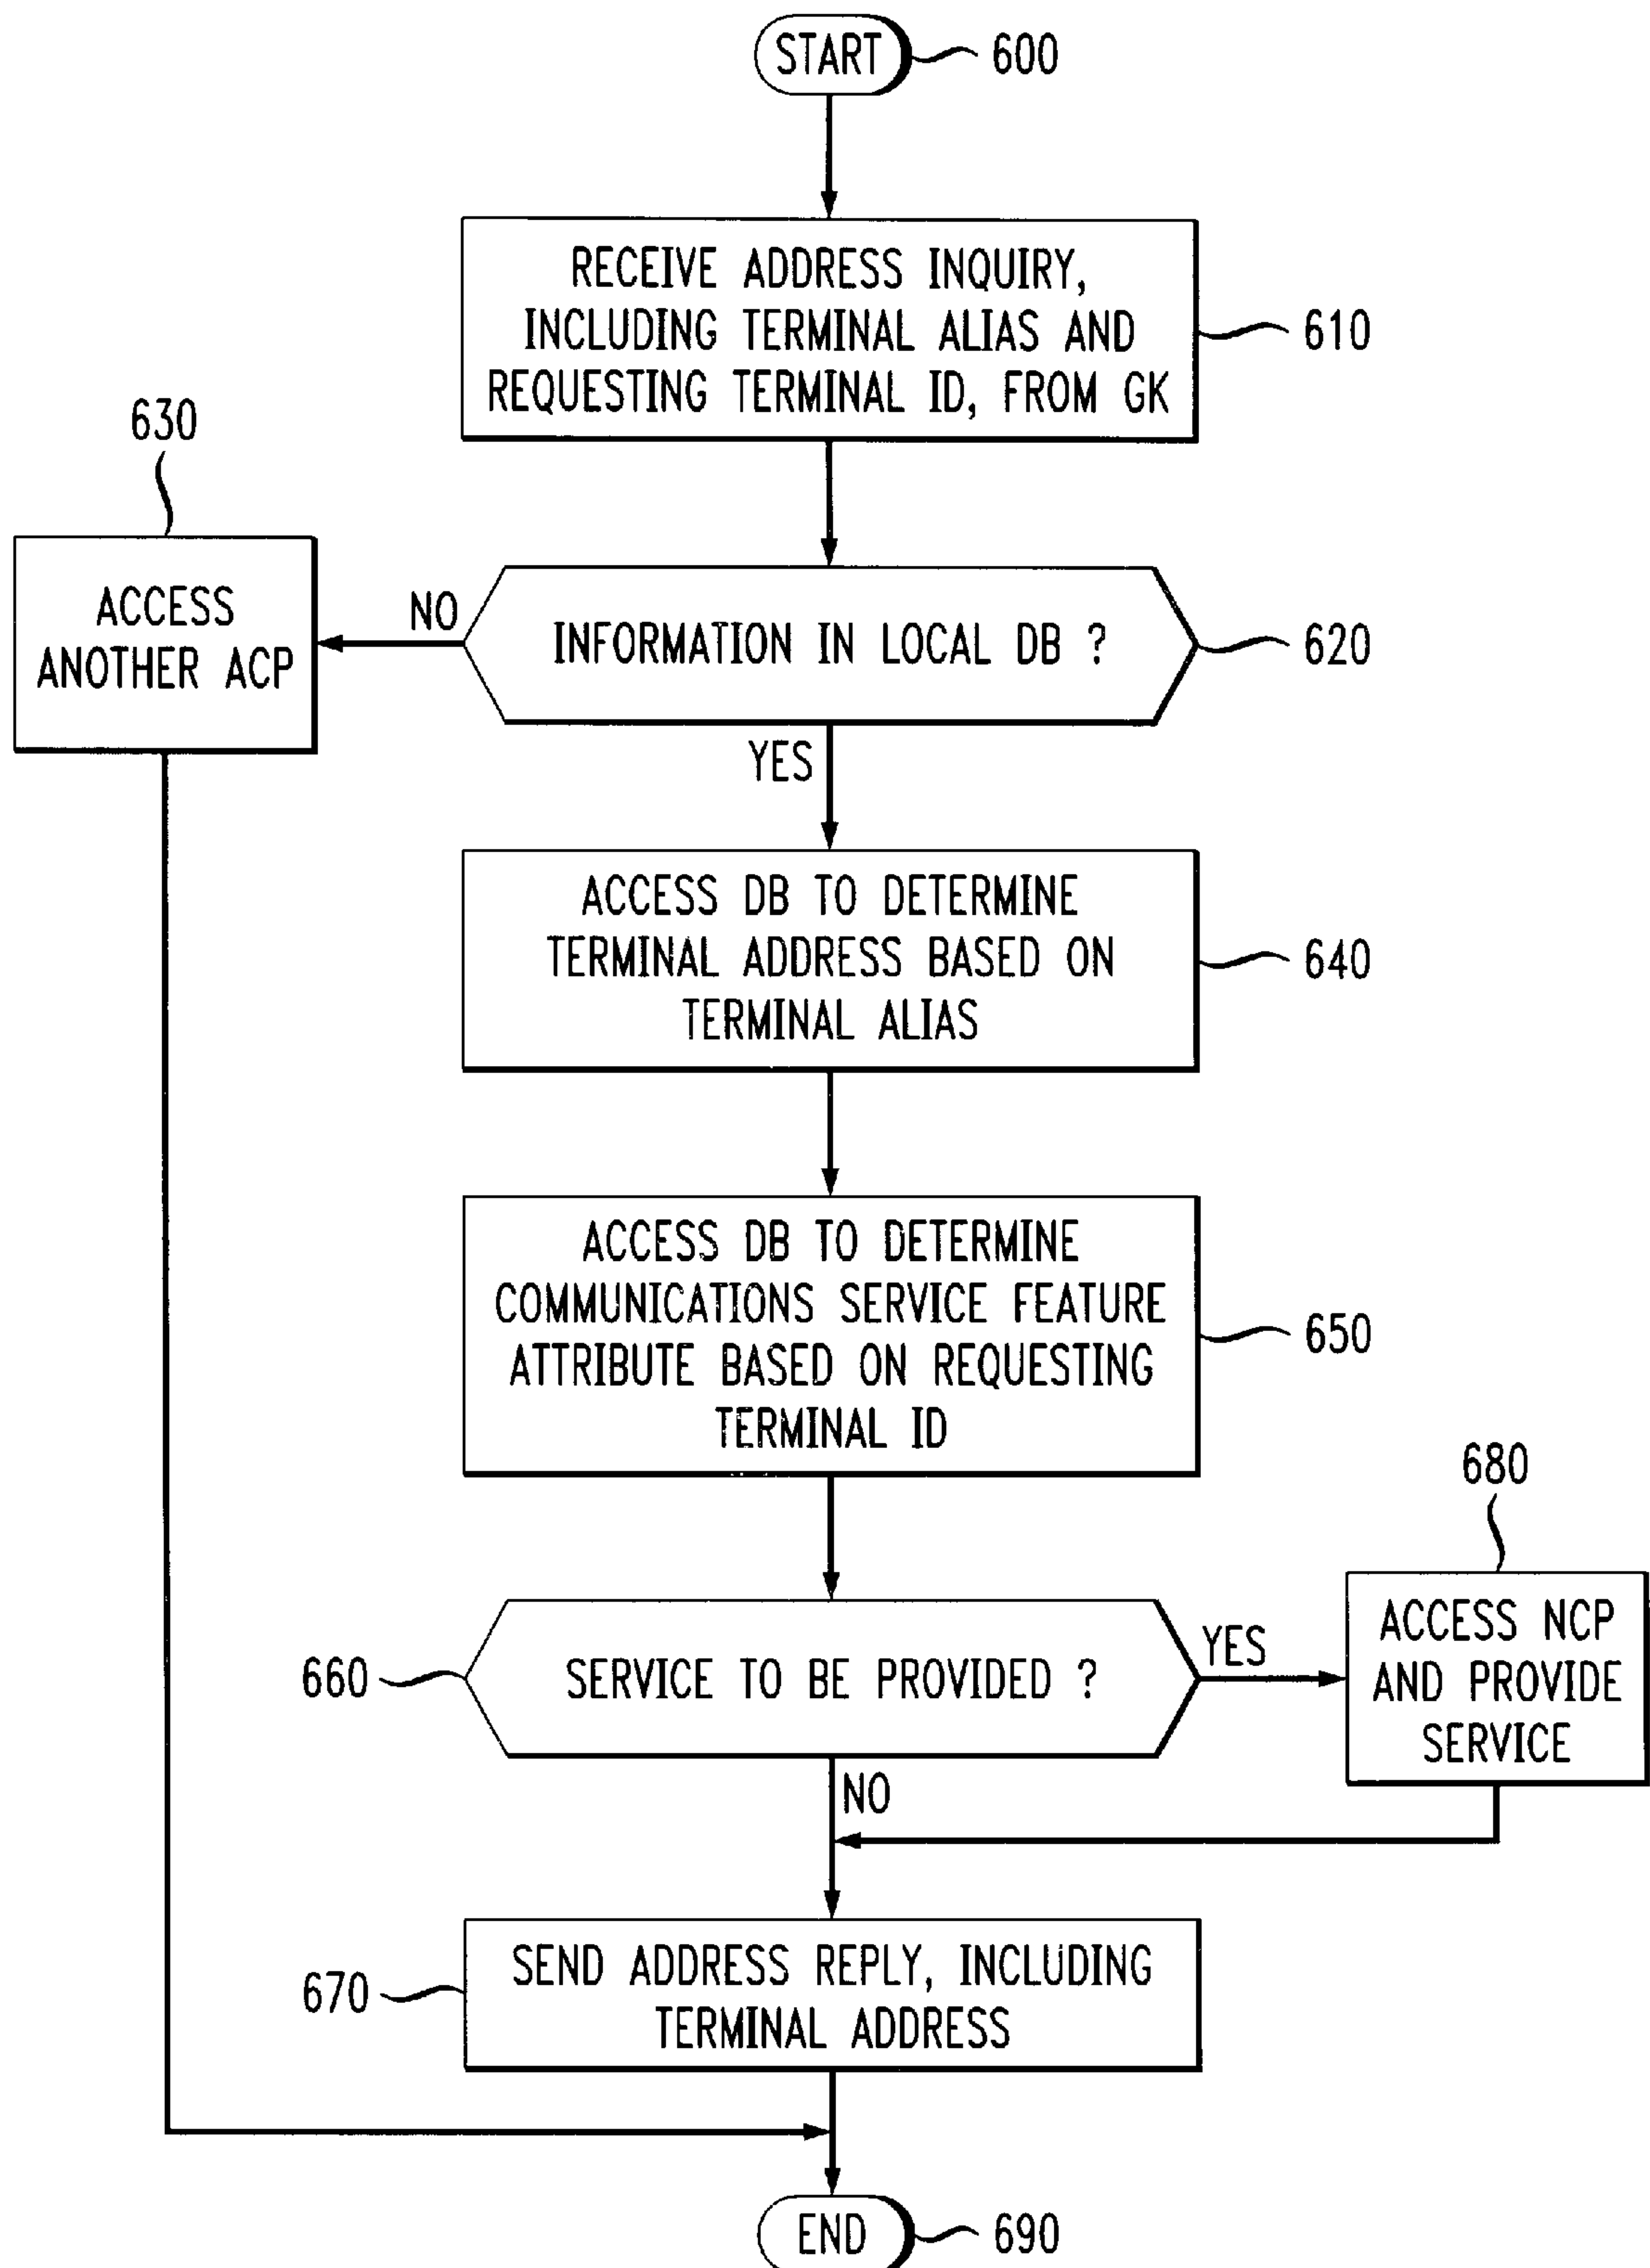 START
600
RECEIVE ADDRESS INQUIRY,
INCLUDING TERMINAL ALIAS AND
REQUESTING TERMINAL ID, FROM GK
610
630
ACCESS
ANOTHER ACP
NO
INFORMATION IN LOCAL DB ?
620
YES
ACCESS DB TO DETERMINE
TERMINAL ADDRESS BASED ON
TERMINAL ALIAS
640
ACCESS DB TO DETERMINE
COMMUNICATIONS SERVICE FEATURE
ATTRIBUTE BASED ON REQUESTING
TERMINAL ID
650
660
SERVICE TO BE PROVIDED ?
YES
680
ACCESS NCP
AND PROVIDE
SERVICE
NO
670
SEND ADDRESS REPLY, INCLUDING
TERMINAL ADDRESS
END
690